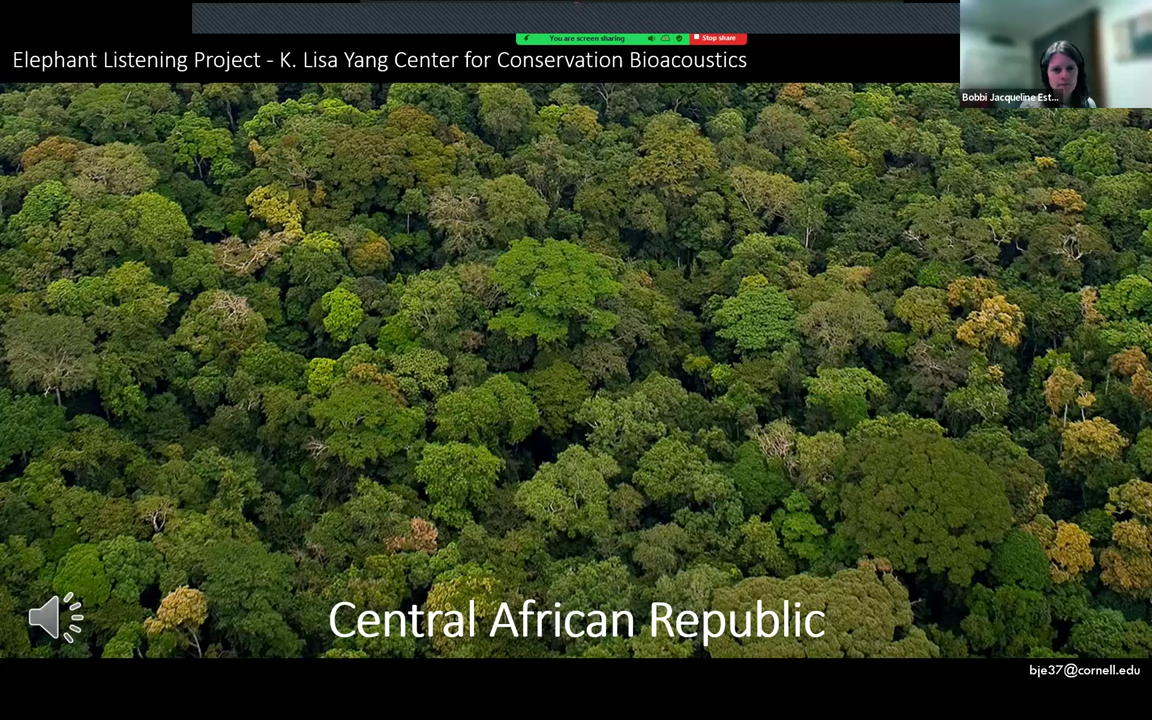 You are screen sharing
Stop share
Elephant Listening Project - K. Lisa Yang Center for Conservation Bioacoustics
Bobbi Jacqueline Est...
Central African Republic
bje37@cornell.edu